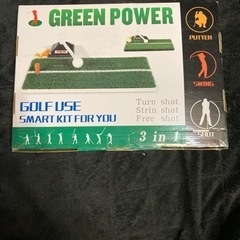 GREEN POWER
PUTTER
SWING
GOLF USE
SMART KIT FOR YOU
Turn shot
Strin shot
Free shot
SHOT
3 in 1